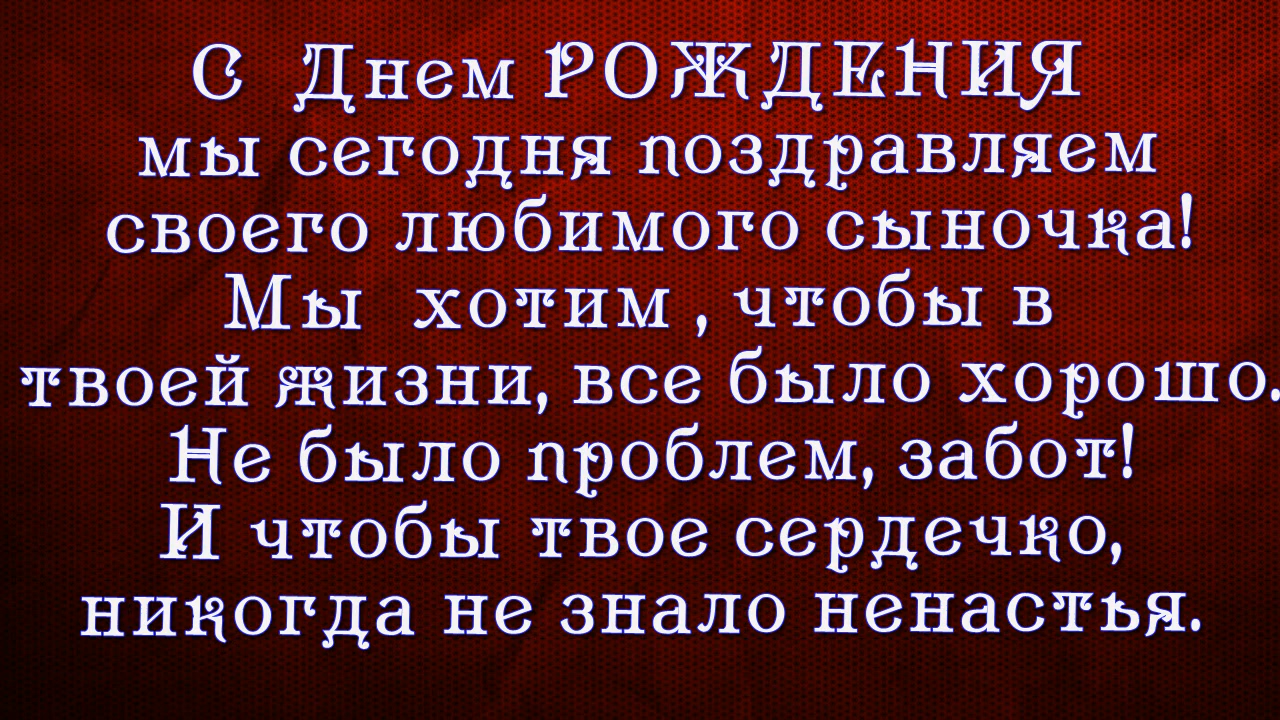 С Днем РОЖДЕНИЯ
мы сегодня поздравляем
своего любимого сыночка!
Мы хотим , чтобы в
твоей жизни, все было хорошо.
Не было проблем, забот!
И чтобы твое сердечко,
никогда не знало ненастья.